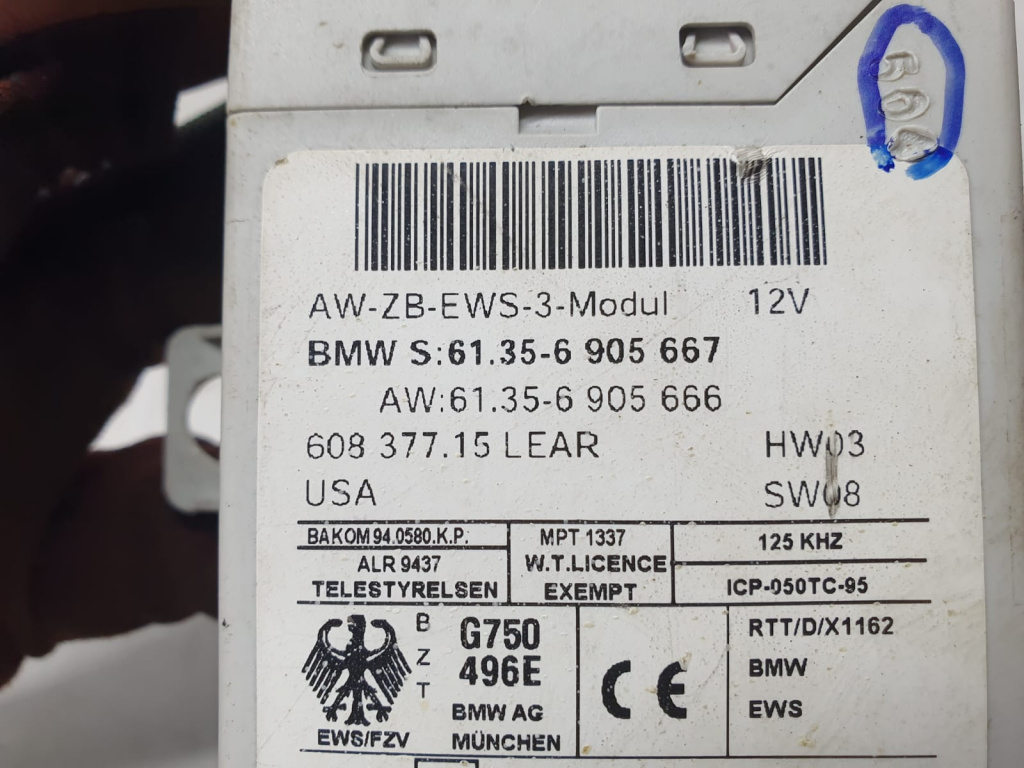 AW-ZB-EWS-3-Modul 12V
BMW S:61.35-6 905 667
AW:61.35-6 905 666
608 377.15 LEAR HW03
USA SW08
BAKOM 94.0580.K.P.
ALR 9437
TELESTYRELSEN
MPT 1337
W.T.LICENCE
EXEMPT
125 KHZ
ICP-050TC-95
BZT
EWS/FZV
G750
496E
BMW AG
MÜNCHEN
CE
RTT/D/X1162
BMW
EWS